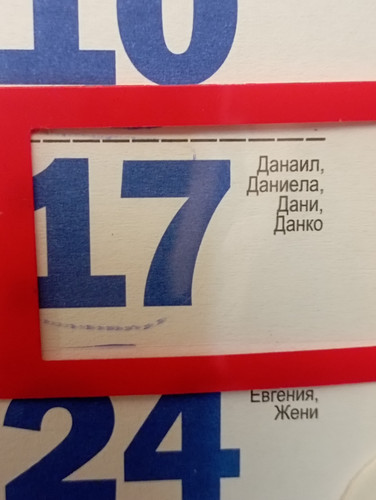 10
17
Данаил,
Даниела,
Дани,
Данко
24
Евгения,
Жени